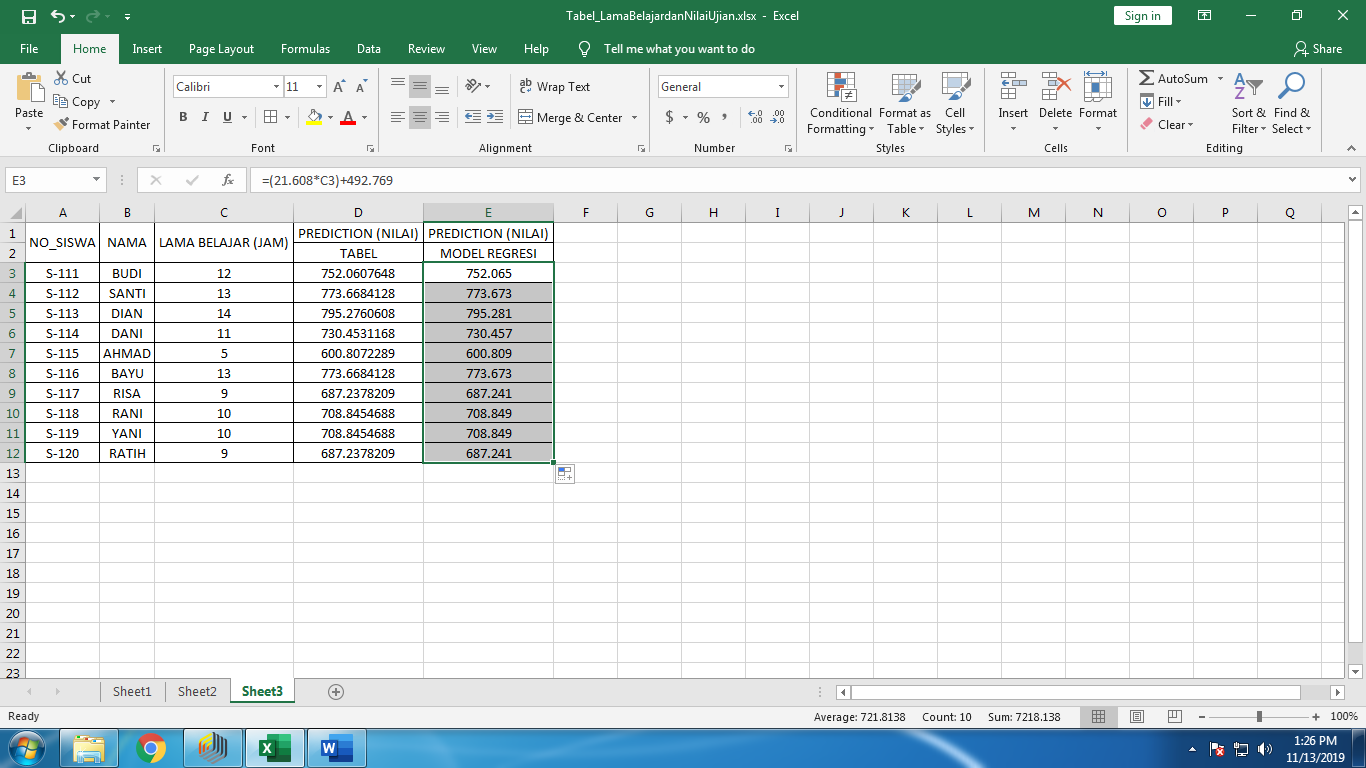 Table_LamaBelajardanNilaiUjian.xlsx - Excel
Sign in
File Home Insert Page Layout Formulas Data Review View Help Tell me what you want to do Share
Paste Cut Copy Format Painter Clipboard
Calibri 11 A A B I U A Font
ab Wrap Text Merge & Center Alignment
General $ % , .00 .0 Number
Conditional Formatting Format as Table Cell Styles Styles
Insert Delete Format Cells
AutoSum Fill Clear Sort & Filter Find & Select Editing
E3 fx =(21.608*C3)+492.769
A B C D E F G H I J K L M N O P Q
1 NO_SISWA NAMA LAMA BELAJAR (JAM) PREDICTION (NILAI) PREDICTION (NILAI)
2 TABEL MODEL REGRESI
3 S-111 BUDI 12 752.0607648 752.065
4 S-112 SANTI 13 773.6684128 773.673
5 S-113 DIAN 14 795.2760608 795.281
6 S-114 DANI 11 730.4531168 730.457
7 S-115 AHMAD 5 600.8072289 600.809
8 S-116 BAYU 13 773.6684128 773.673
9 S-117 RISA 9 687.2378209 687.241
10 S-118 RANI 10 708.8454688 708.849
11 S-119 YANI 10 708.8454688 708.849
12 S-120 RATIH 9 687.2378209 687.241
13
14
15
16
17
18
19
20
21
22
23
Sheet1 Sheet2 Sheet3
Ready Average: 721.8138 Count: 10 Sum: 7218.138 100%
1:26 PM
11/13/2019